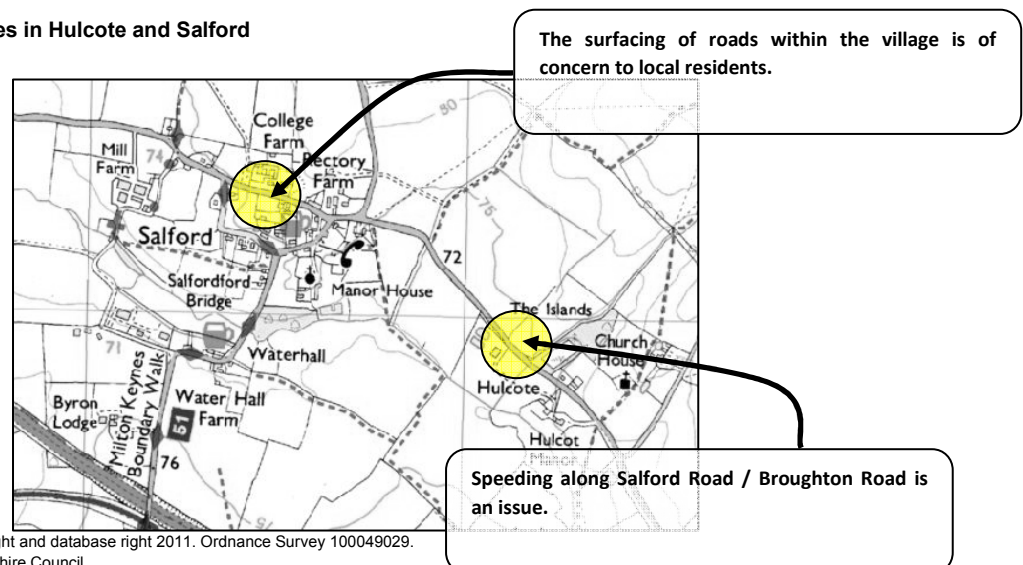 es in Hulcote and Salford
The surfacing of roads within the village is of
concern to local residents.
College
Farm
50
Mill
Farm
74
Rectory
Farm
75
Salford
72
Salfordford
Bridge
Manor House
The Islands
71
Waterhall
Church
House
Hulcote
Byron
Lodge
Milton Keynes
Boundary Walk
51
Water Hall
Farm
Hulcot
76
75
Speeding along Salford Road / Broughton Road is
an issue.
ght and database right 2011. Ordnance Survey 100049029.
hire Council